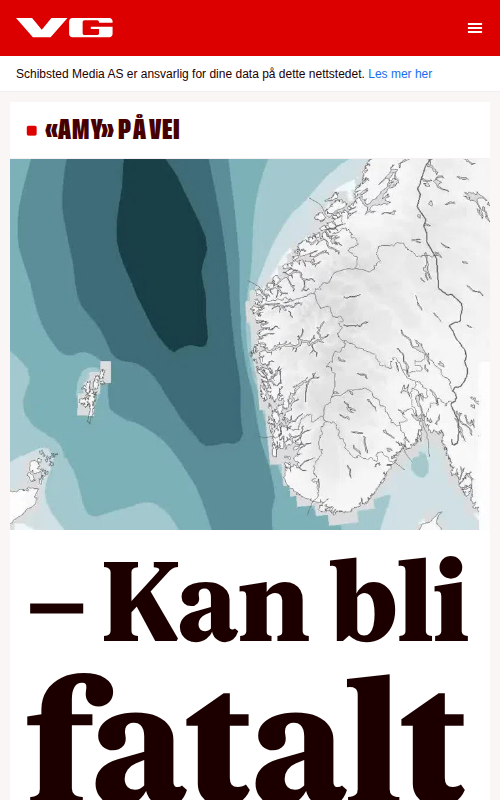 VG
Schibsted Media AS er ansvarlig for dine data på dette nettstedet. Les mer her
«AMY» PÅ VEI
– Kan bli
fatalt